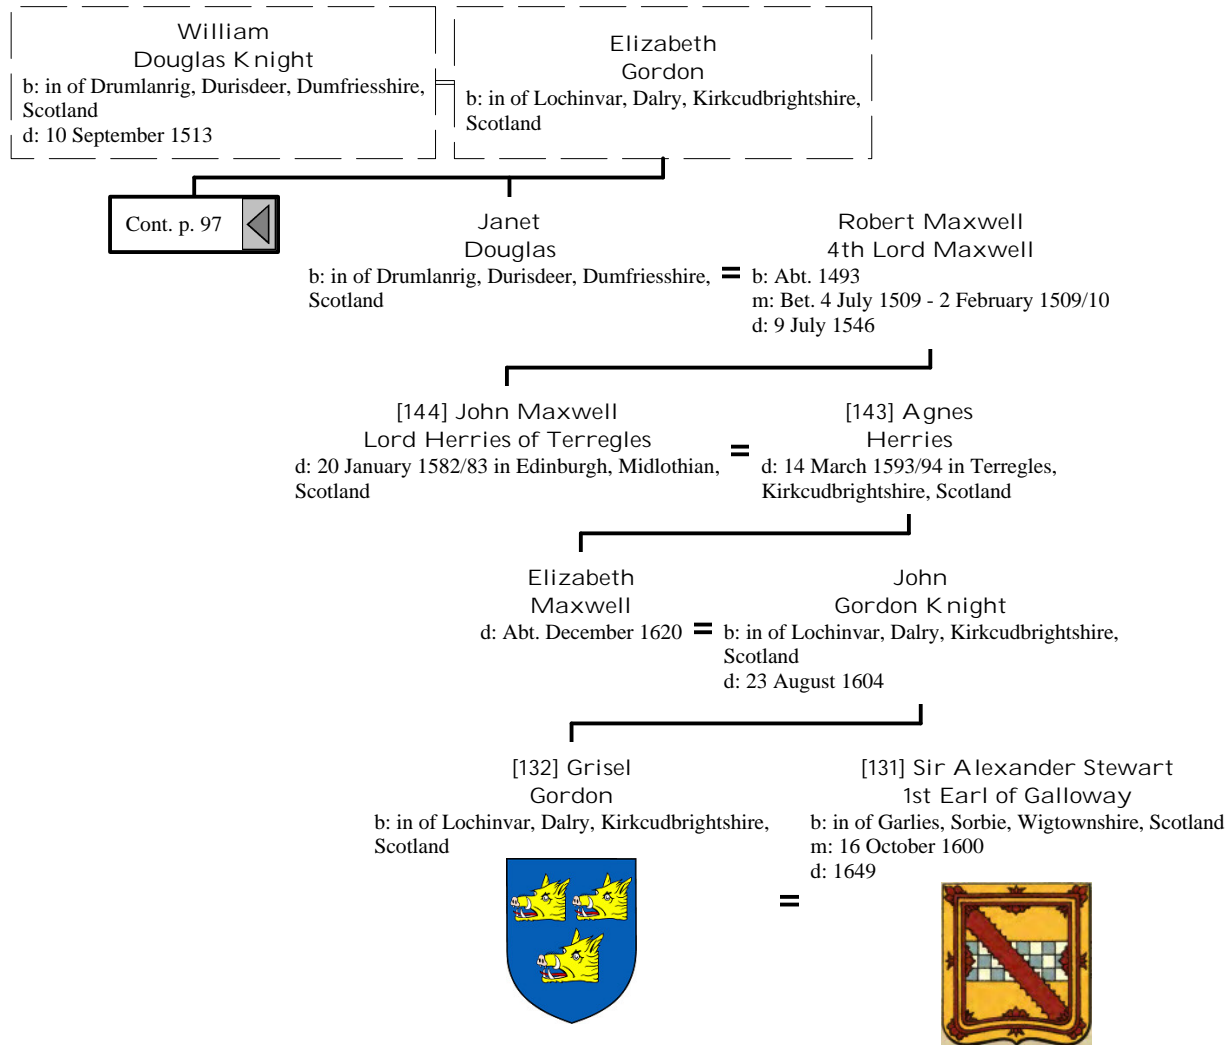 William
Douglas Knight
b: in of Drumlanrig, Durisdeer, Dumfriesshire,
Scotland
d: 10 September 1513
Elizabeth
Gordon
b: in of Lochinvar, Dalry, Kirkcudbrightshire,
Scotland
Cont. p. 97
Janet
Douglas
b: in of Drumlanrig, Durisdeer, Dumfriesshire,
Scotland
=
Robert Maxwell
4th Lord Maxwell
b: Abt. 1493
m: Bet. 4 July 1509 - 2 February 1509/10
d: 9 July 1546
[144] John Maxwell
Lord Herries of Terregles
d: 20 January 1582/83 in Edinburgh, Midlothian,
Scotland
=
[143] Agnes
Herries
d: 14 March 1593/94 in Terregles,
Kirkcudbrightshire, Scotland
Elizabeth
Maxwell
d: Abt. December 1620
=
John
Gordon Knight
b: in of Lochinvar, Dalry, Kirkcudbrightshire,
Scotland
d: 23 August 1604
[132] Grisel
Gordon
b: in of Lochinvar, Dalry, Kirkcudbrightshire,
Scotland
=
[131] Sir Alexander Stewart
1st Earl of Galloway
b: in of Garlies, Sorbie, Wigtownshire, Scotland
m: 16 October 1600
d: 1649